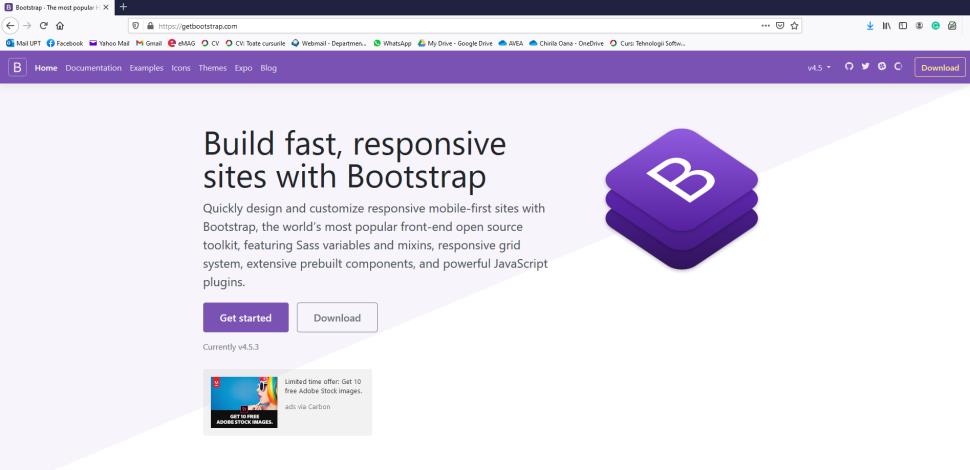 Bootstrap · The most popular H
https://getbootstrap.com
Mail UPT Facebook Yahoo Mail Gmail eMAG CV CV: Toate cursurile Webmail - Departmen... WhatsApp My Drive - Google Drive AVEA Chirila Oana - OneDrive Curs: Tehnologii Softw...
B Home Documentation Examples Icons Themes Expo Blog v4.5 Download
Build fast, responsive
sites with Bootstrap
Quickly design and customize responsive mobile-first sites with
Bootstrap, the world's most popular front-end open source
toolkit, featuring Sass variables and mixins, responsive grid
system, extensive prebuilt components, and powerful JavaScript
plugins.
B
Get started Download
Currently v4.5.3
Limited time offer: Get 10
free Adobe Stock images.
ads via Carbon
GET 10 FREE
ADOBE STOCK IMAGES.